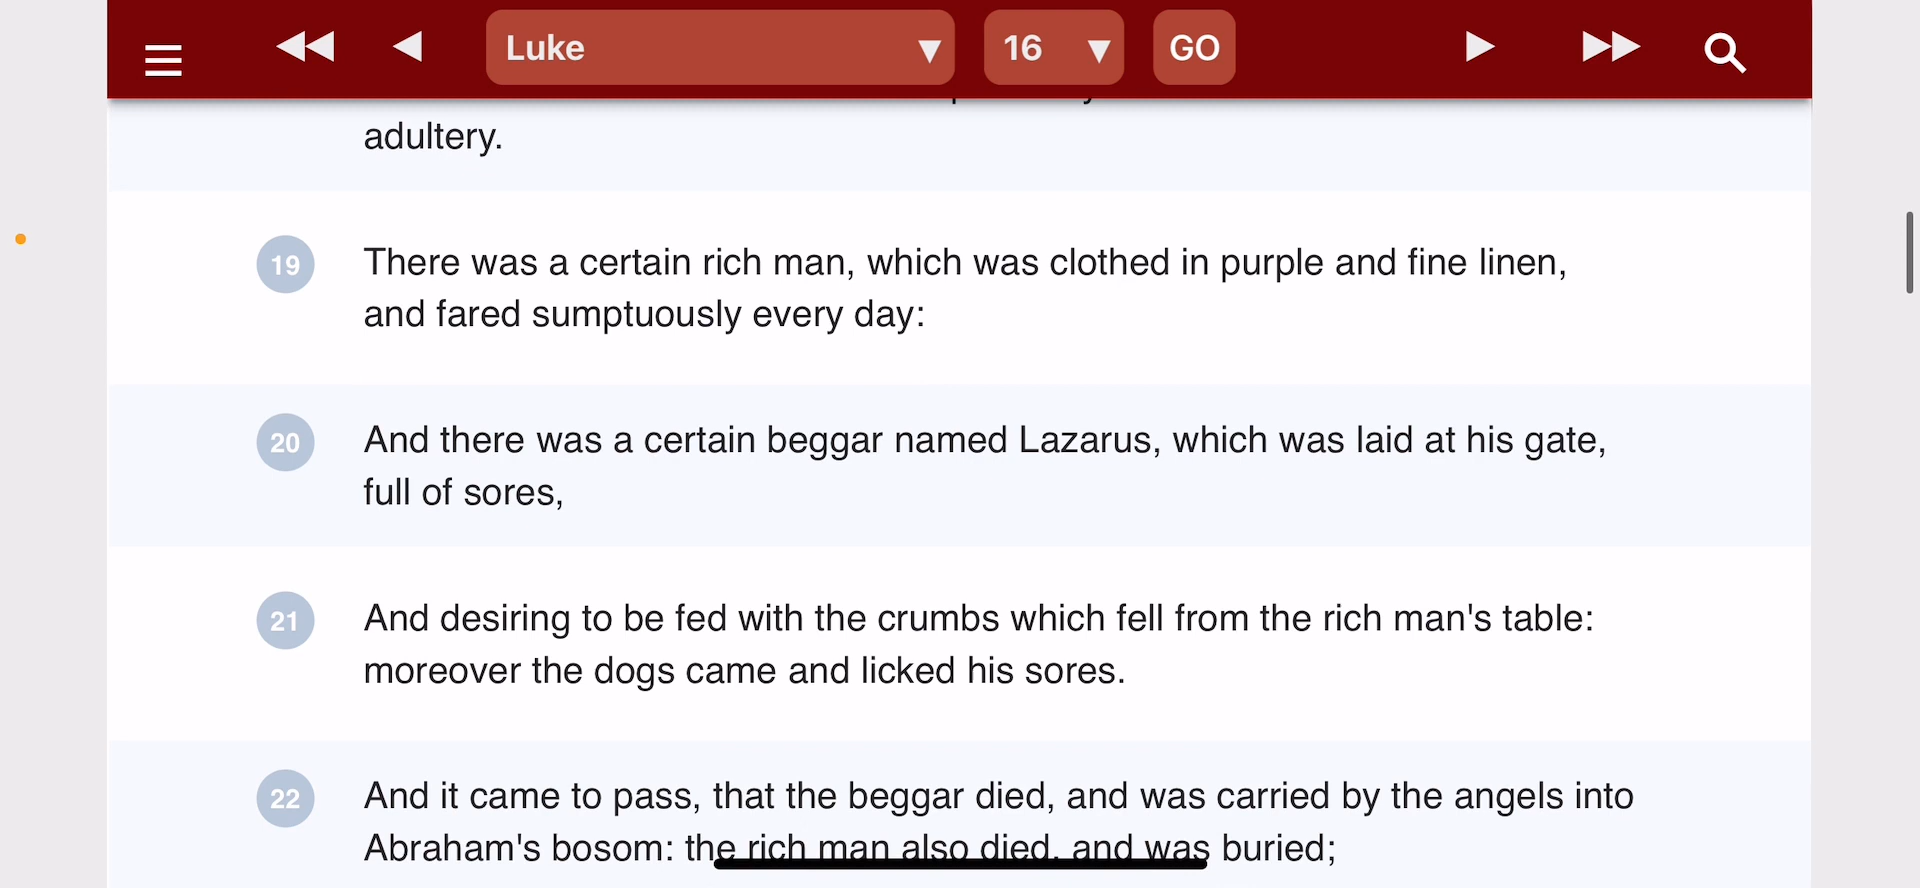 Luke ▼ 16 ▼ GO
adultery.
19 There was a certain rich man, which was clothed in purple and fine linen,
and fared sumptuously every day:
20 And there was a certain beggar named Lazarus, which was laid at his gate,
full of sores,
21 And desiring to be fed with the crumbs which fell from the rich man's table:
moreover the dogs came and licked his sores.
22 And it came to pass, that the beggar died, and was carried by the angels into
Abraham's bosom: the rich man also died, and was buried;